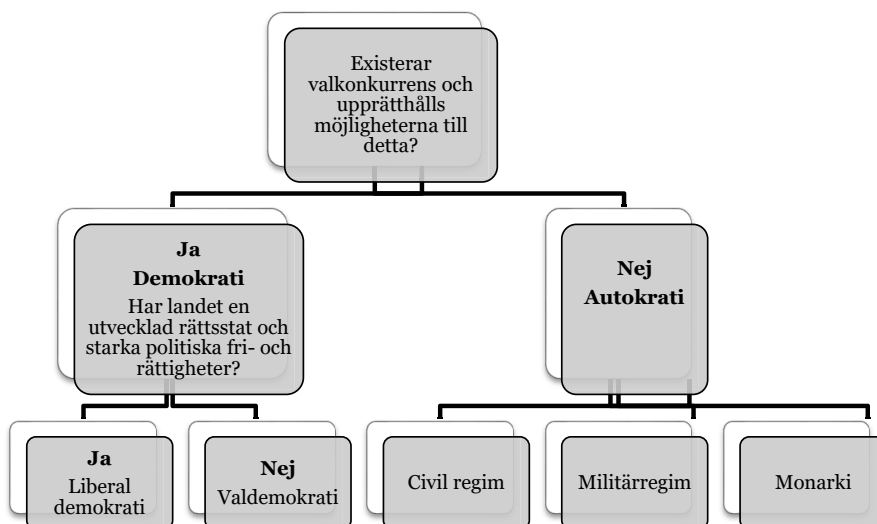 Existerar
valkonkurrens och
upprätthålls
möjligheterna till
detta?
Ja
Demokrati
Har landet en
utvecklad rättsstat och
starka politiska fri- och
rättigheter?
Nej
Autokrati
Ja
Liberal
demokrati
Nej
Valdemokrati
Civil regim
Militärregim
Monarki